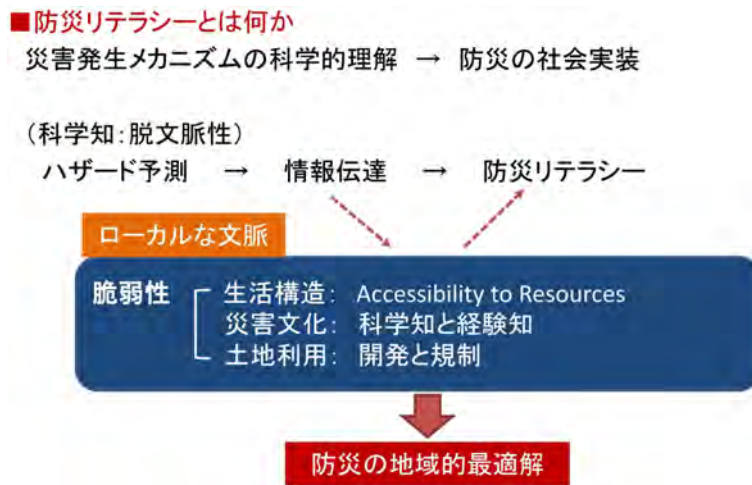 ■防災リテラシーとは何か
災害発生メカニズムの科学的理解 → 防災の社会実装
（科学知：脱文脈性）
ハザード予測 → 情報伝達 → 防災リテラシー
ローカルな文脈
脆弱性 生活構造： Accessibility to Resources
災害文化： 科学知と経験知
土地利用： 開発と規制
防災の地域的最適解